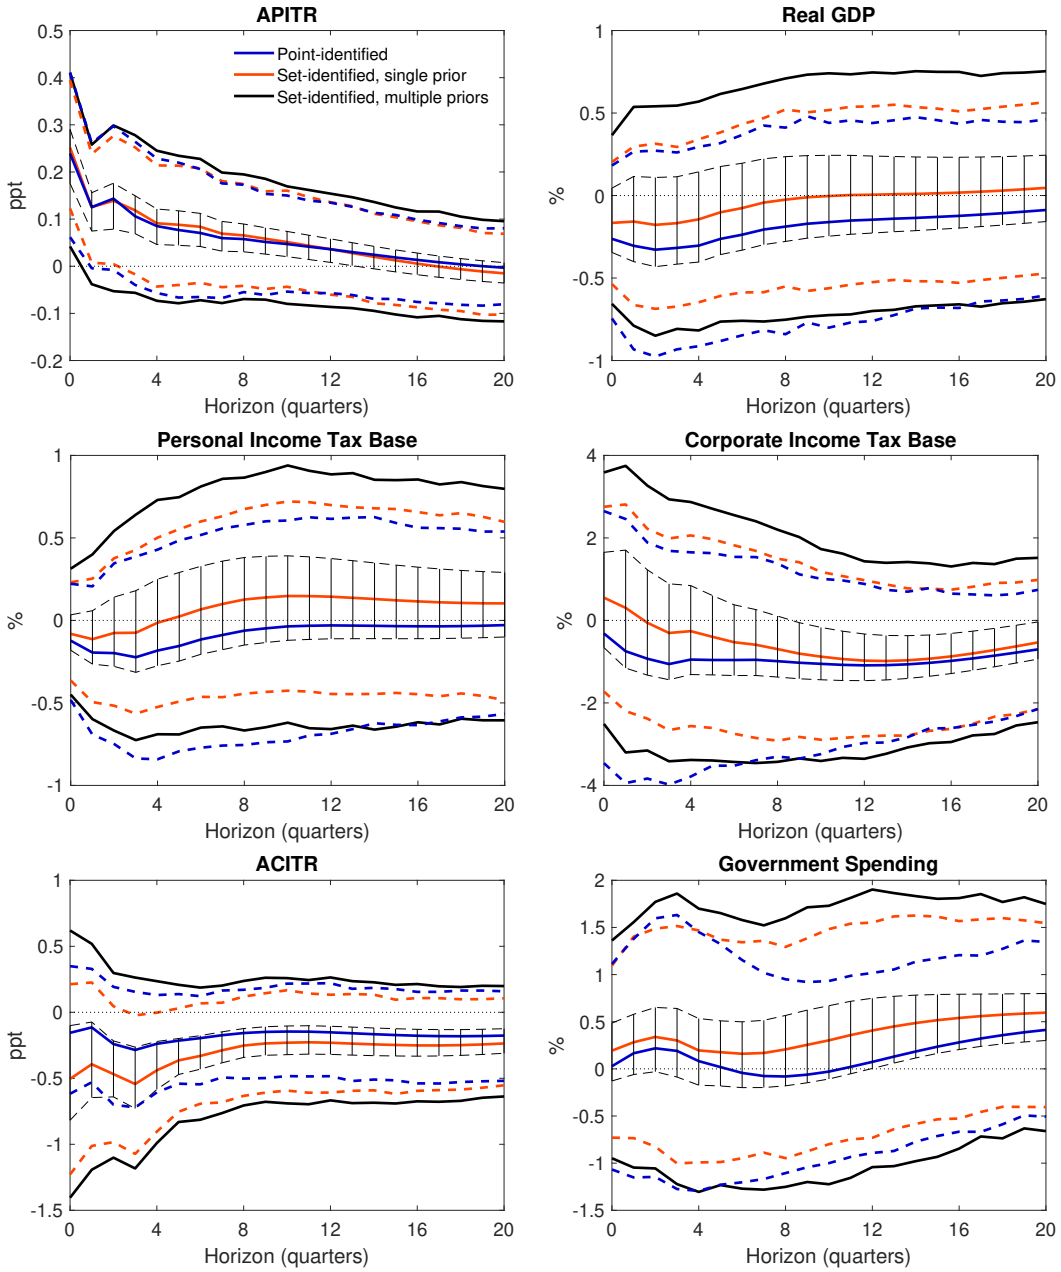 APITR
0.5
0.4
0.3
0.2
0.1
0
-0.1
-0.2
ppt
Point-identified
Set-identified, single prior
Set-identified, multiple priors
0 4 8 12 16 20
Horizon (quarters)
Real GDP
1
0.5
0
-0.5
-1
%
0 4 8 12 16 20
Horizon (quarters)
Personal Income Tax Base
1
0.5
0
-0.5
-1
%
0 4 8 12 16 20
Horizon (quarters)
Corporate Income Tax Base
4
2
0
-2
-4
%
0 4 8 12 16 20
Horizon (quarters)
ACITR
1
0.5
0
-0.5
-1
-1.5
ppt
0 4 8 12 16 20
Horizon (quarters)
Government Spending
2
1.5
1
0.5
0
-0.5
-1
-1.5
%
0 4 8 12 16 20
Horizon (quarters)